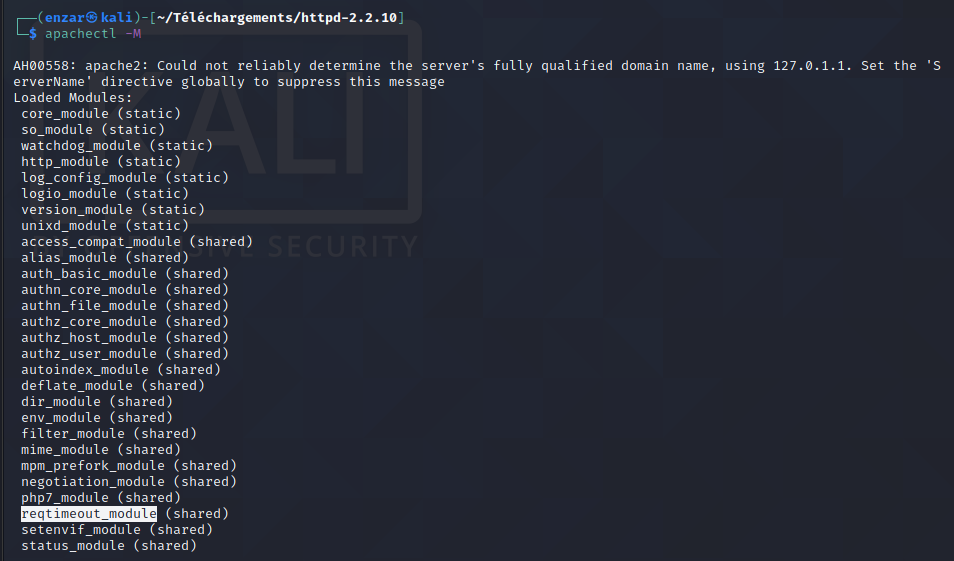 (enzar㉿kali)-[~/Téléchargements/httpd-2.2.10]
$ apachectl -M
AH00558: apache2: Could not reliably determine the server's fully qualified domain name, using 127.0.1.1. Set the 'S
erverName' directive globally to suppress this message
Loaded Modules:
core_module (static)
so_module (static)
watchdog_module (static)
http_module (static)
log_config_module (static)
logio_module (static)
version_module (static)
unixd_module (static)
access_compat_module (shared)
alias_module (shared)
auth_basic_module (shared)
authn_core_module (shared)
authn_file_module (shared)
authz_core_module (shared)
authz_host_module (shared)
authz_user_module (shared)
autoindex_module (shared)
deflate_module (shared)
dir_module (shared)
env_module (shared)
filter_module (shared)
mime_module (shared)
mpm_prefork_module (shared)
negotiation_module (shared)
php7_module (shared)
reqtimeout_module (shared)
setenvif_module (shared)
status_module (shared)
KALI
SECURITY